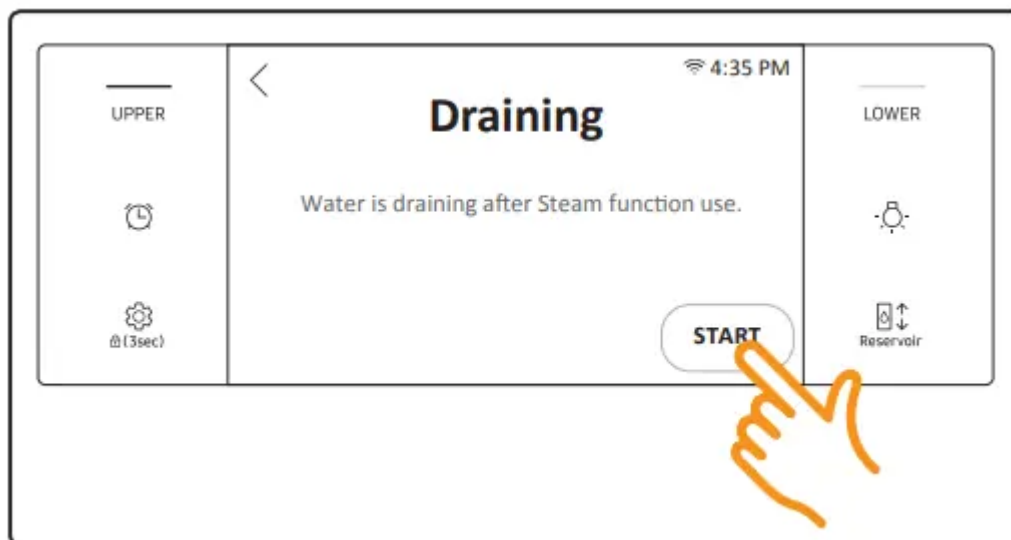 4:35 PM
UPPER
Draining
LOWER
Water is draining after Steam function use.
START
(3sec)
Reservoir